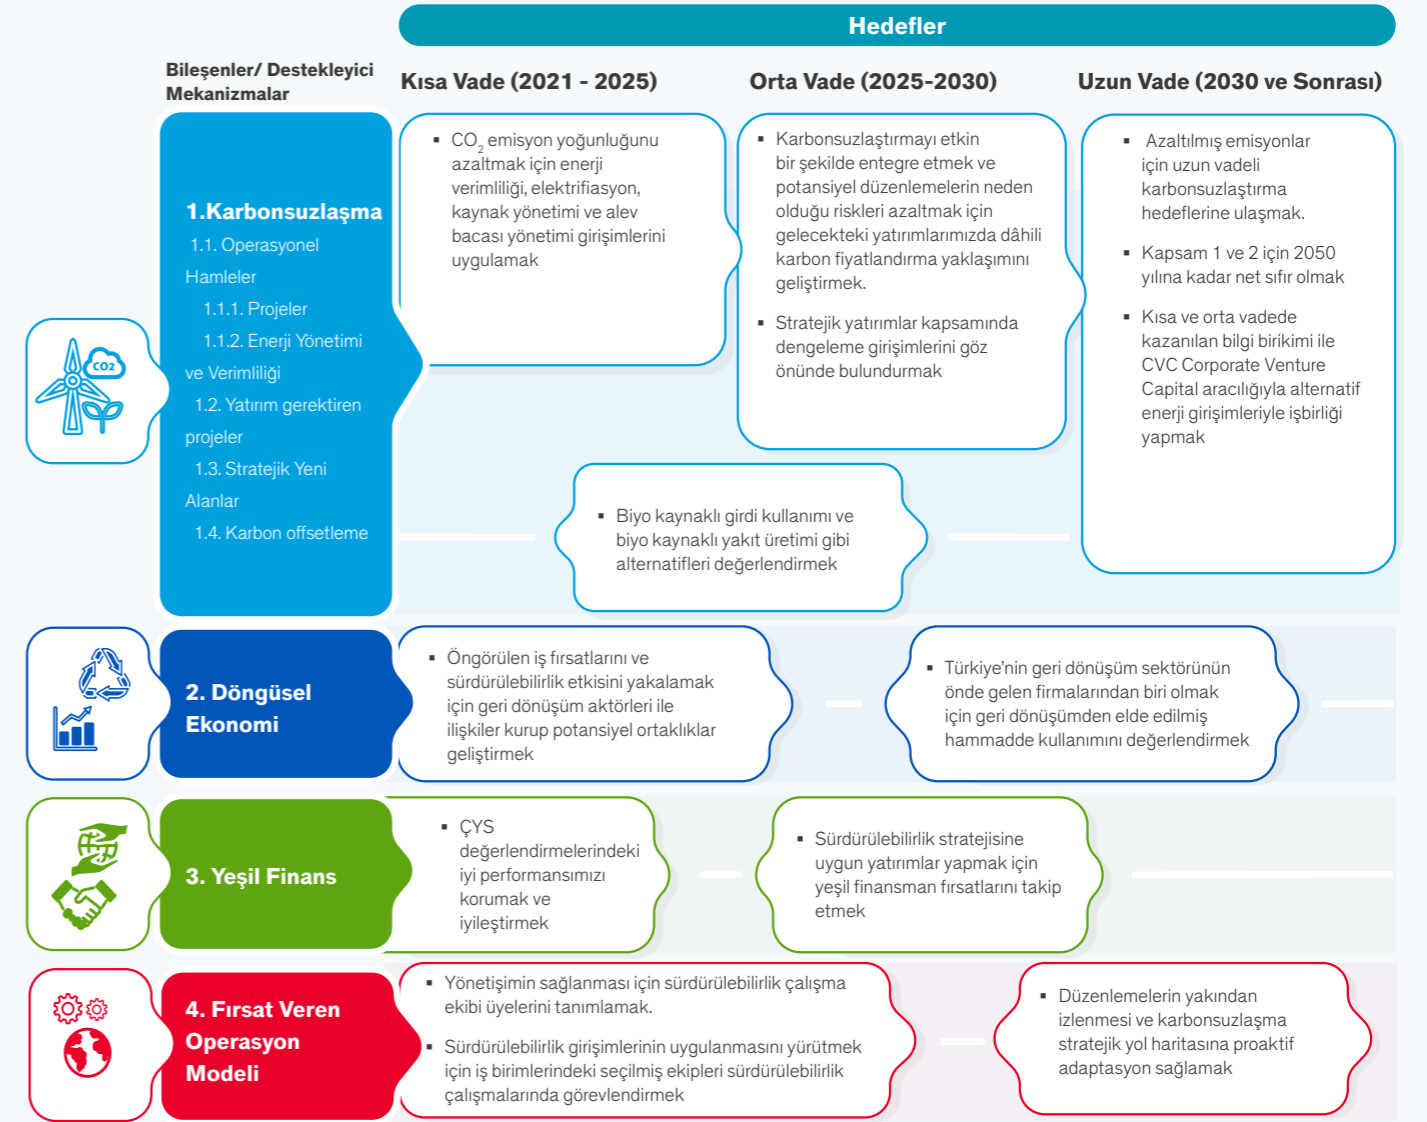 Hedefler
Bileşenler/ Destekleyici
Mekanizmalar
Kısa Vade (2021 - 2025)
Orta Vade (2025-2030)
Uzun Vade (2030 ve Sonrası)
CO2
1.Karbonsuzlaşma
1.1. Operasyonel
Hamleler
1.1.1. Projeler
1.1.2. Enerji Yönetimi
ve Verimliliği
1.2. Yatırım gerektiren
projeler
1.3. Stratejik Yeni
Alanlar
1.4. Karbon offsetleme
▪ CO₂ emisyon yoğunluğunu
azaltmak için enerji
verimliliği, elektrifiasyon,
kaynak yönetimi ve alev
bacası yönetimi girişimlerini
uygulamak
▪ Karbonsuzlaştırmayı etkin
bir şekilde entegre etmek ve
potansiyel düzenlemelerin neden
olduğu riskleri azaltmak için
gelecekteki yatırımlarımızda dâhili
karbon fiyatlandırma yaklaşımını
geliştirmek.
▪ Stratejik yatırımlar kapsamında
dengeleme girişimlerini göz
önünde bulundurmak
▪ Azaltılmış emisyonlar
için uzun vadeli
karbonsuzlaştırma
hedeflerine ulaşmak.
▪ Kapsam 1 ve 2 için 2050
yılına kadar net sıfır olmak
▪ Kısa ve orta vadede
kazanılan bilgi birikimi ile
CVC Corporate Venture
Capital aracılığıyla alternatif
enerji girişimleriyle işbirliği
yapmak
▪ Biyo kaynaklı girdi kullanımı ve
biyo kaynaklı yakıt üretimi gibi
alternatifleri değerlendirmek
2. Döngüsel
Ekonomi
▪ Öngörülen iş fırsatlarını ve
sürdürülebilirlik etkisini yakalamak
için geri dönüşüm aktörleri ile
ilişkiler kurup potansiyel ortaklıklar
geliştirmek
▪ Türkiye’nin geri dönüşüm sektörünün
önde gelen firmalarından biri olmak
için geri dönüşümden elde edilmiş
hammadde kullanımını değerlendirmek
3. Yeşil Finans
▪ ÇYS
değerlendirmelerindeki
iyi performansımızı
korumak ve
iyileştirmek
▪ Sürdürülebilirlik stratejisine
uygun yatırımlar yapmak için
yeşil finansman fırsatlarını takip
etmek
4. Fırsat Veren
Operasyon
Modeli
▪ Yönetişimin sağlanması için sürdürülebilirlik çalışma
ekibi üyelerini tanımlamak.
▪ Sürdürülebilirlik girişimlerinin uygulanmasını yürütmek
için iş birimlerindeki seçilmiş ekipleri sürdürülebilirlik
çalışmalarında görevlendirmek
▪ Düzenlemelerin yakından
izlenmesi ve karbonsuzlaşma
stratejik yol haritasına proaktif
adaptasyon sağlamak